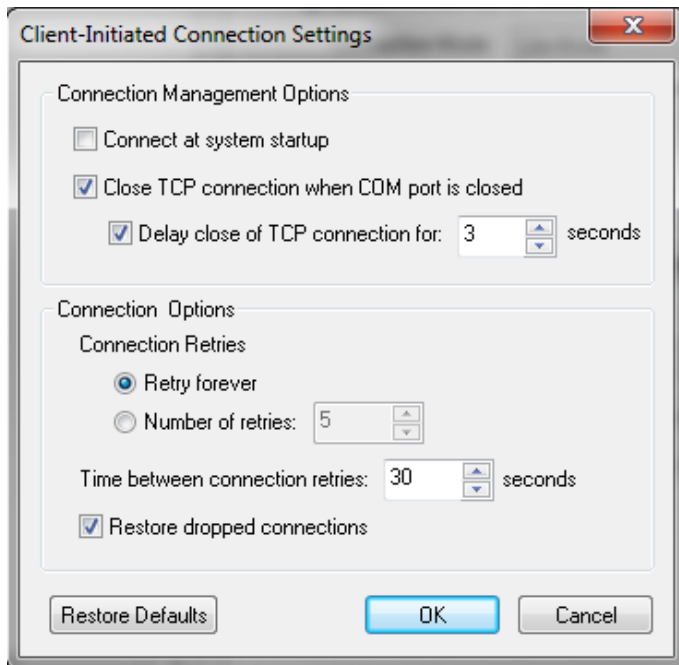 Client-Initiated Connection Settings
Connection Management Options
Connect at system startup
Close TCP connection when COM port is closed
Delay close of TCP connection for: 3 seconds
Connection Options
Connection Retries
Retry forever
Number of retries: 5
Time between connection retries: 30 seconds
Restore dropped connections
Restore Defaults OK Cancel